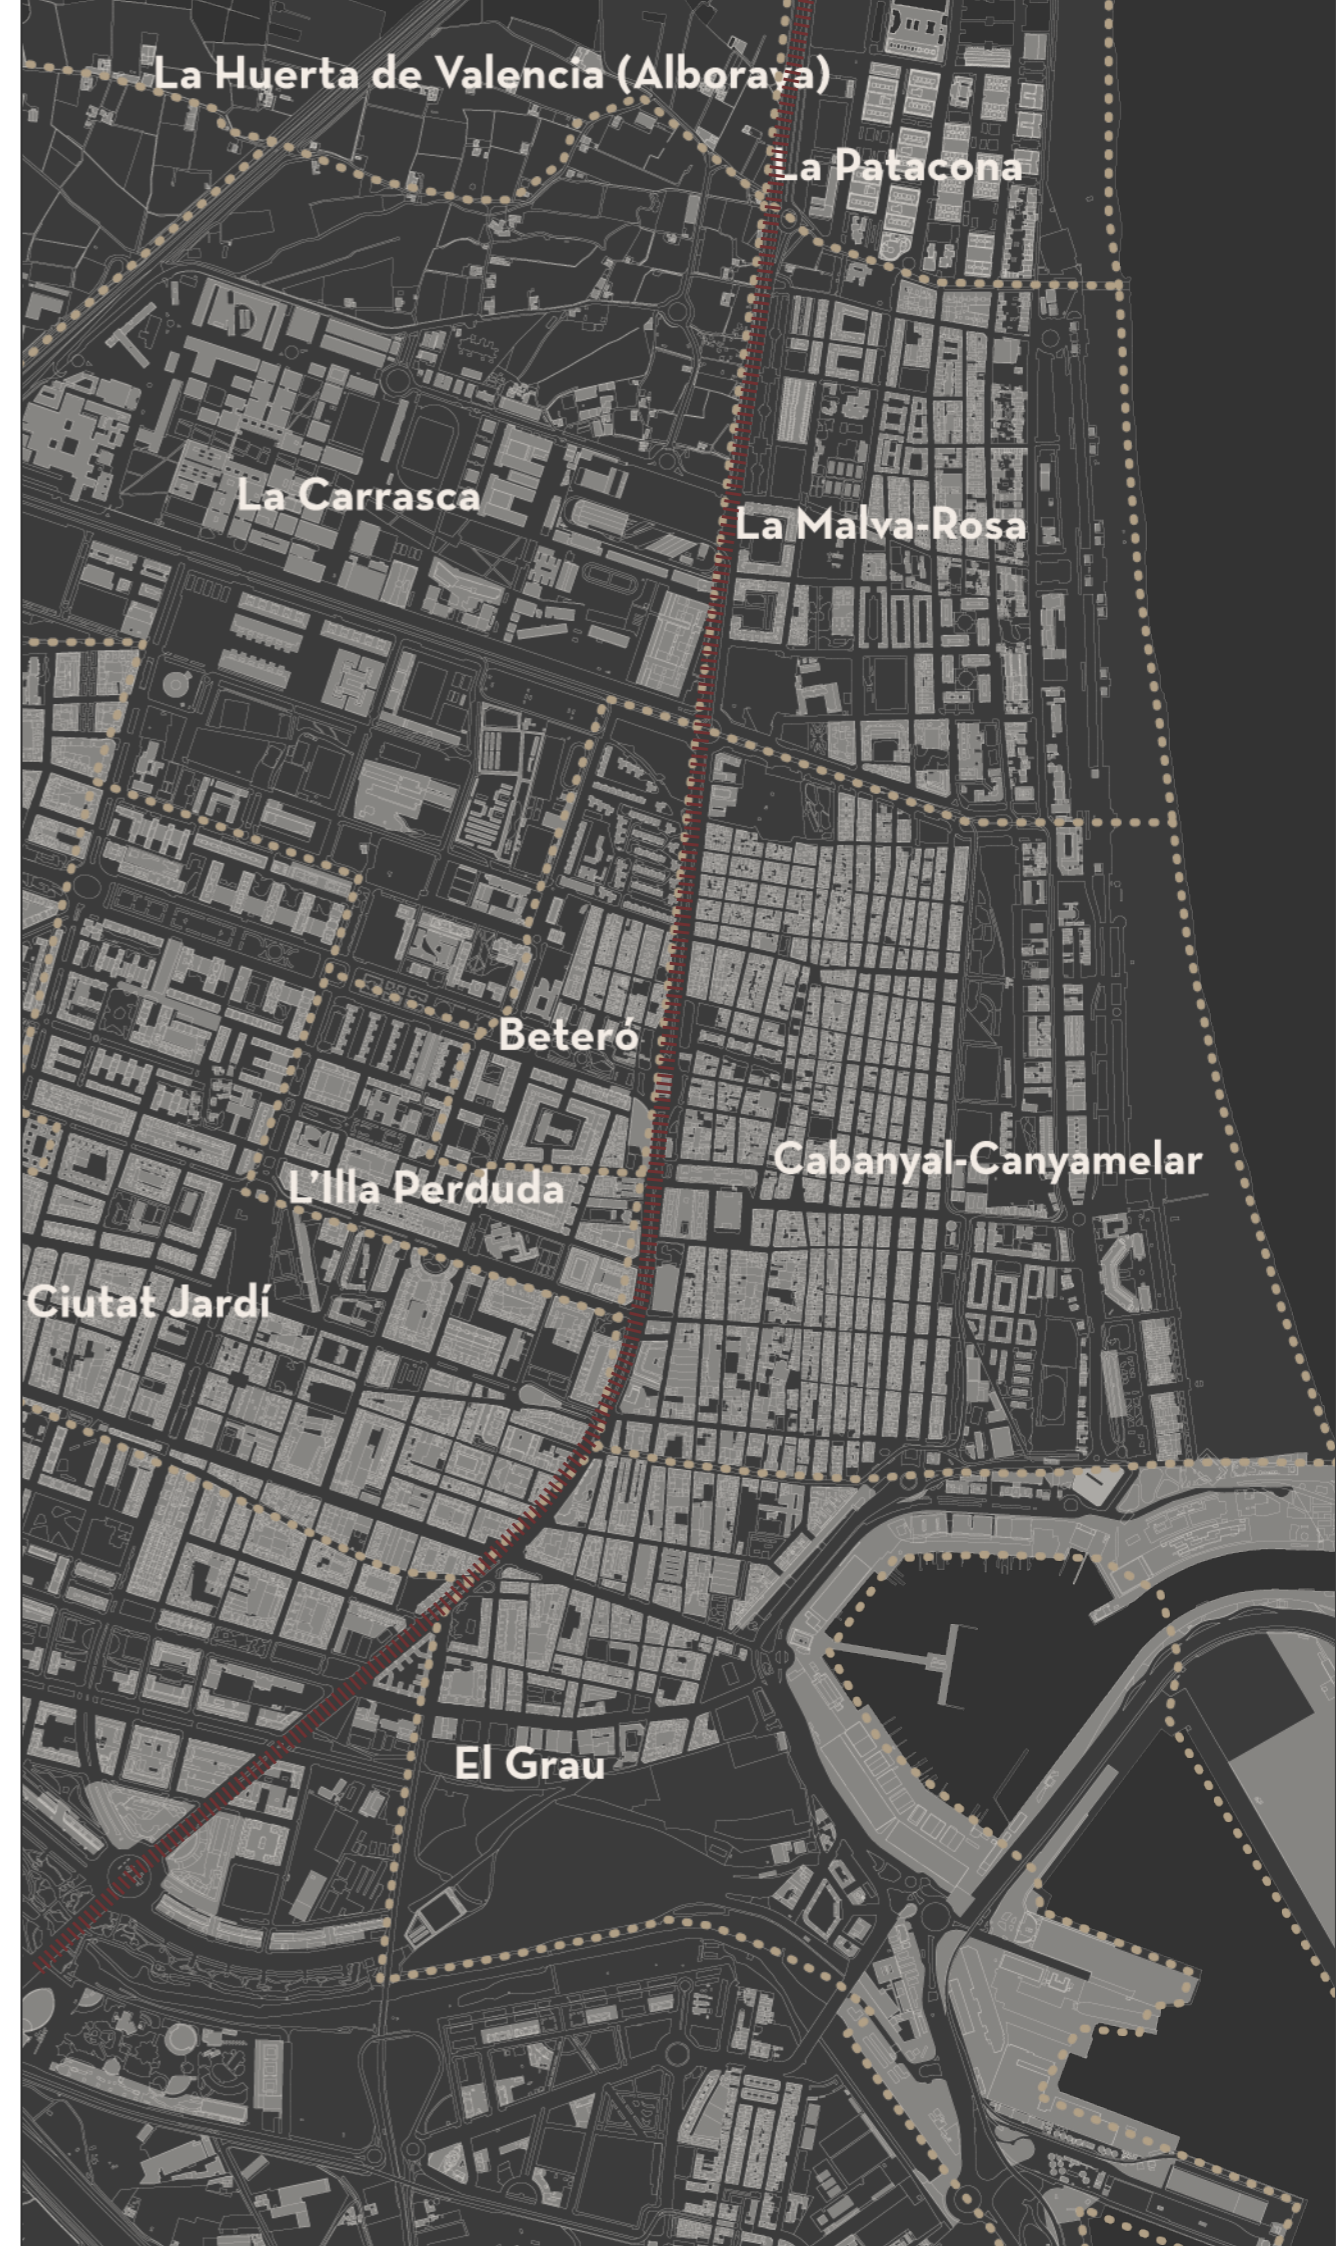 La Huerta de Valencia (Alboraya)
La Patacona
La Carrasca
La Malva-Rosa
Beteró
Cabanyal-Canyamelar
L'Illa Perduda
Ciutat Jardí
El Grau